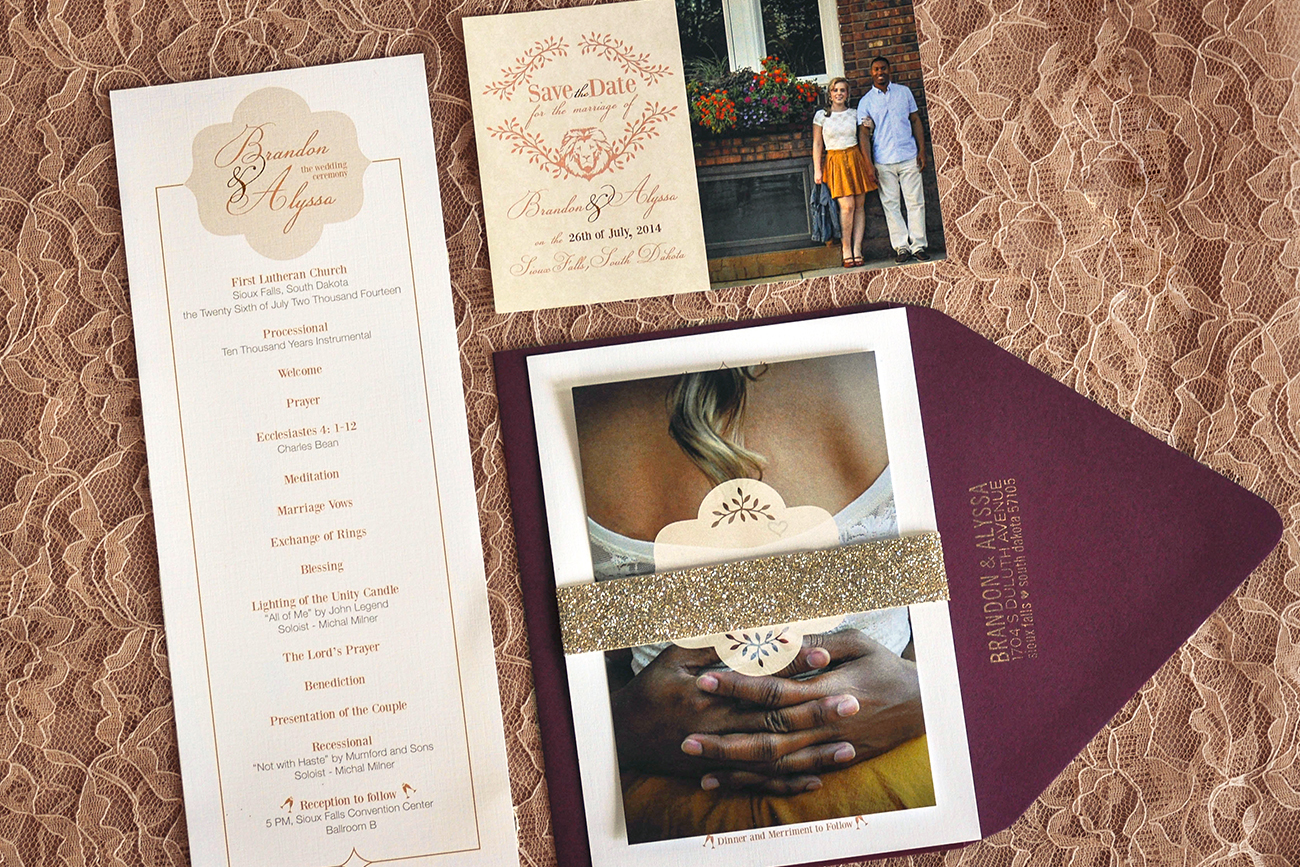 Brandon
& the wedding
ceremony
Alyssa
First Lutheran Church
Sioux Falls, South Dakota
the Twenty Sixth of July Two Thousand Fourteen
Processional
Ten Thousand Years Instrumental
Welcome
Prayer
Ecclesiastes 4: 1-12
Charles Bean
Meditation
Marriage Vows
Exchange of Rings
Blessing
Lighting of the Unity Candle
"All of Me" by John Legend
Soloist - Michal Milner
The Lord's Prayer
Benediction
Presentation of the Couple
Recessional
"Not with Haste" by Mumford and Sons
Soloist - Michal Milner
Reception to follow
5 PM, Sioux Falls Convention Center
Ballroom B
Save the Date
for the marriage of
Brandon & Alyssa
on the 26th of July, 2014
Sioux Falls, South Dakota
Dinner and Merriment to Follow
BRANDON & ALYSSA
1704 S DULUTH AVENUE
sioux falls ♥ south dakota 57105